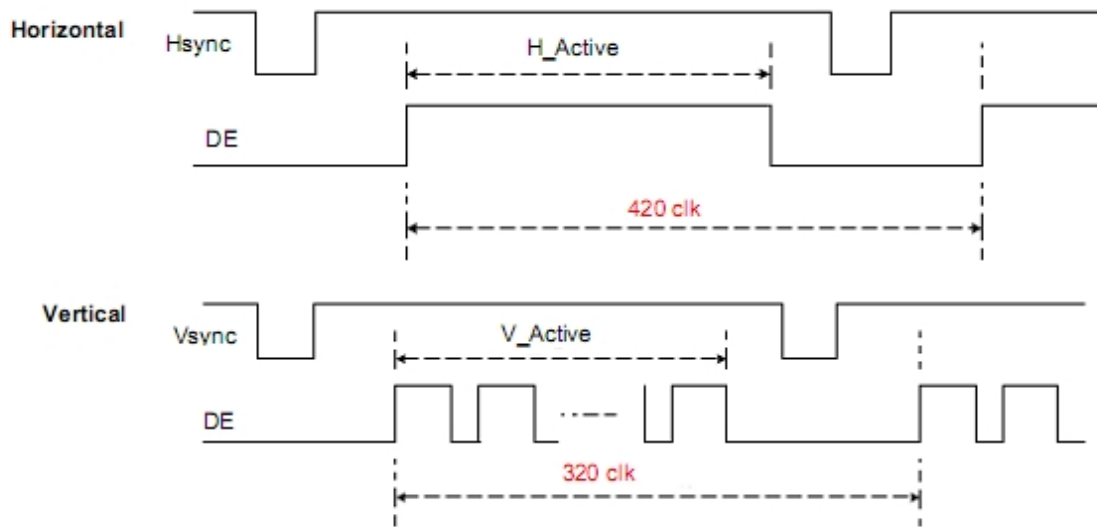 Horizontal
Hsync
H_Active
DE
420 clk
Vertical
Vsync
V_Active
DE
320 clk